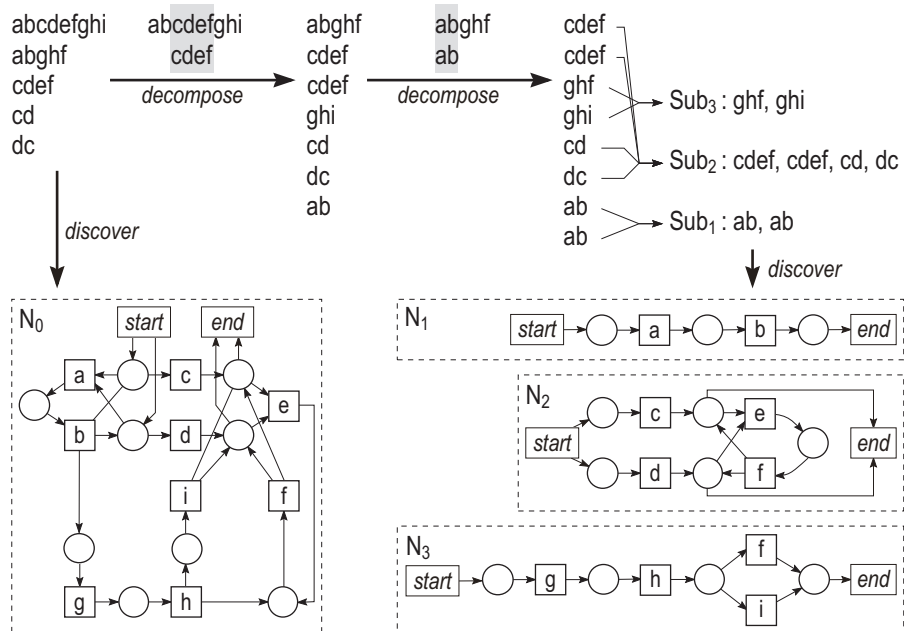 abcdefghi
abghf
cdef
cd
dc
abcdefghi
cdef
decompose
abghf
cdef
cdef
ghi
cd
dc
ab
abghf
ab
decompose
cdef
cdef
ghf
ghi
cd
dc
ab
ab
Sub3 : ghf, ghi
Sub2 : cdef, cdef, cd, dc
Sub1 : ab, ab
discover
discover
N0
start
end
a
c
e
b
d
i
f
g
h
N1
start
a
b
end
N2
start
c
e
d
f
end
N3
start
g
h
f
i
end